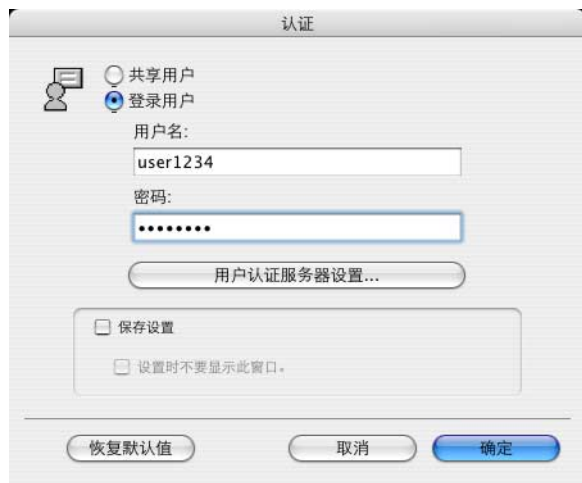 认证
共享用户
登录用户
用户名:
user1234
密码:
••••••••
用户认证服务器设置...
保存设置
设置时不要显示此窗口。
恢复默认值
取消
确定